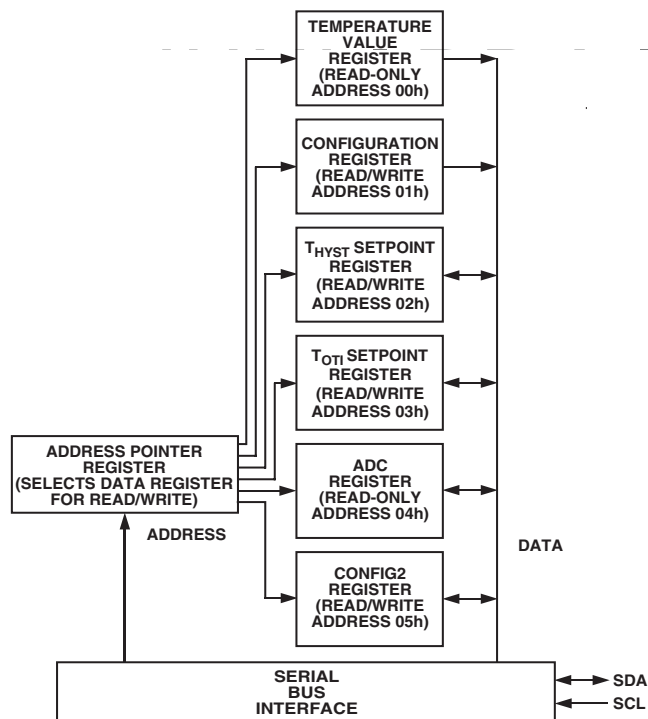 TEMPERATURE
VALUE
REGISTER
(READ-ONLY
ADDRESS 00h)
CONFIGURATION
REGISTER
(READ/WRITE
ADDRESS 01h)
THYST SETPOINT
REGISTER
(READ/WRITE
ADDRESS 02h)
TOTI SETPOINT
REGISTER
(READ/WRITE
ADDRESS 03h)
ADDRESS POINTER
REGISTER
(SELECTS DATA REGISTER
FOR READ/WRITE)
ADC
REGISTER
(READ-ONLY
ADDRESS 04h)
ADDRESS
DATA
CONFIG2
REGISTER
(READ/WRITE
ADDRESS 05h)
SERIAL
BUS
INTERFACE
SDA
SCL